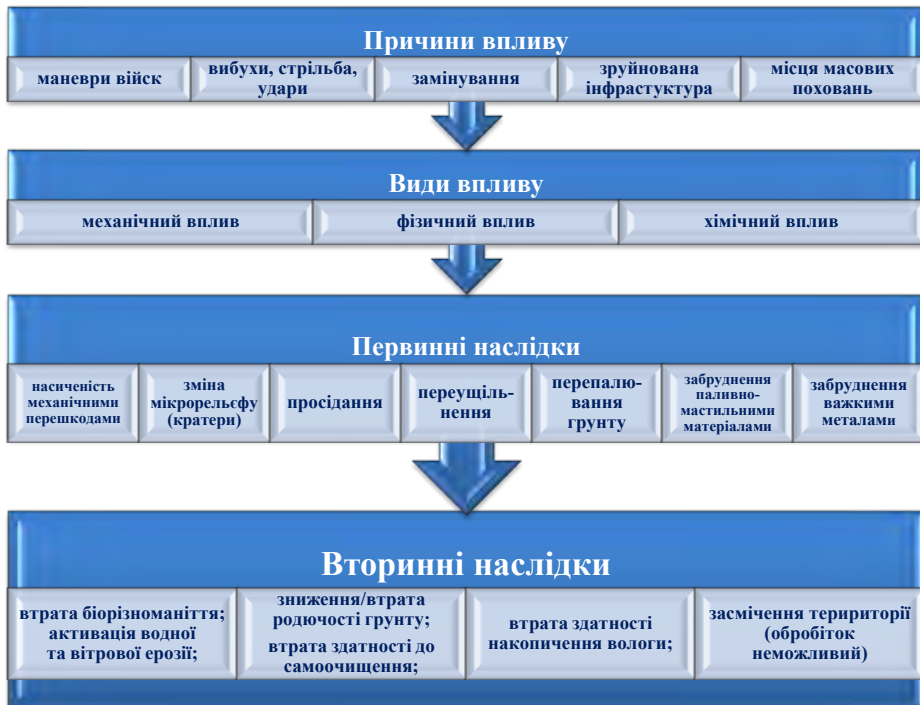 Причини впливу
маневри військ
вибухи, стрільба,
удари
замінування
зруйнована
інфраструктура
місця масових
поховань
Види впливу
механічний вплив
фізичний вплив
хімічний вплив
Первинні наслідки
насиченість
механічними
перешкодами
зміна
мікрорельєфу
(кратери)
просідання
переущіль-
нення
перепалю-
вання
грунту
забруднення
паливно-
мастильними
матеріалами
забруднення
важкими
металами
Вторинні наслідки
втрата біорізноманіття;
активація водної
та вітрової ерозії;
зниження/втрата
родючості грунту;
втрата здатності до
самоочищення;
втрата здатності
накопичення вологи;
засмічення теририторії
(обробіток
неможливий)